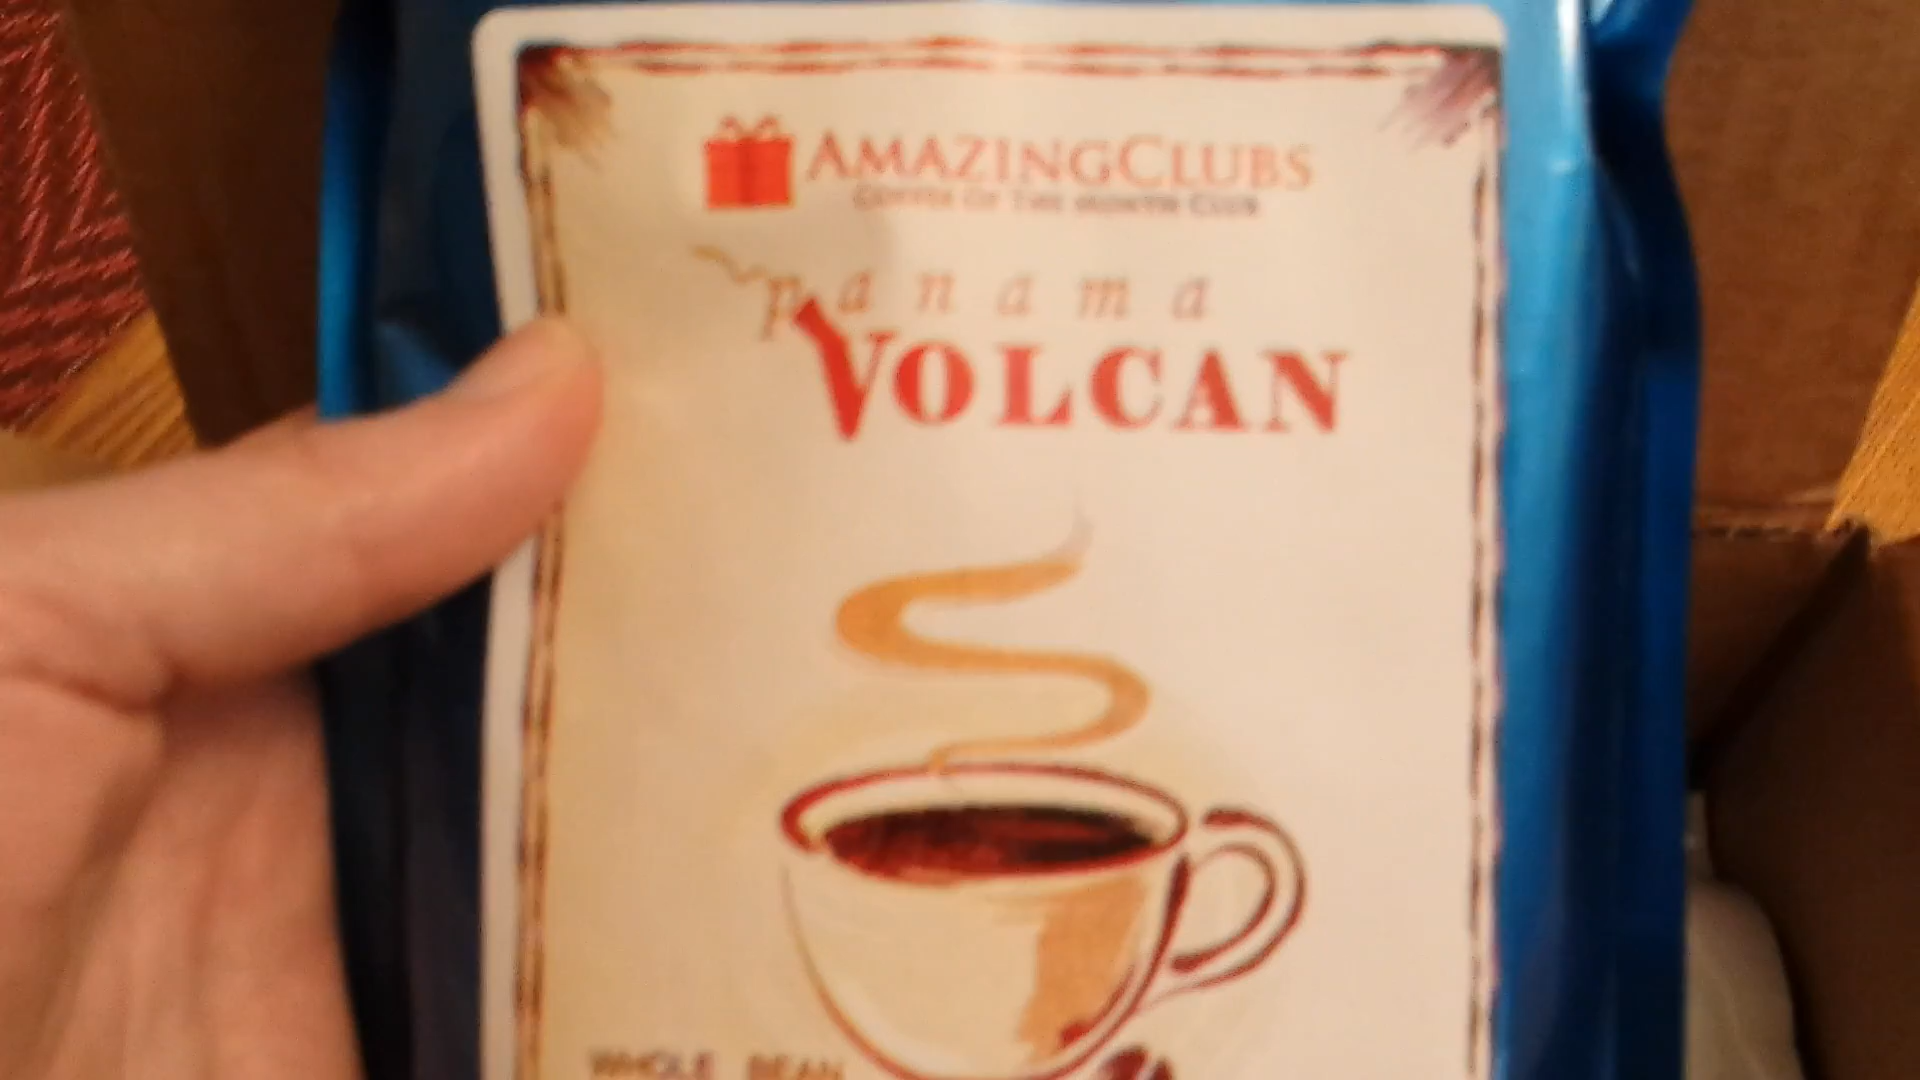 AMAZINGCLUBS
COFFEE OF THE MONTH CLUB
panama
VOLCAN
WHOLE BEAN